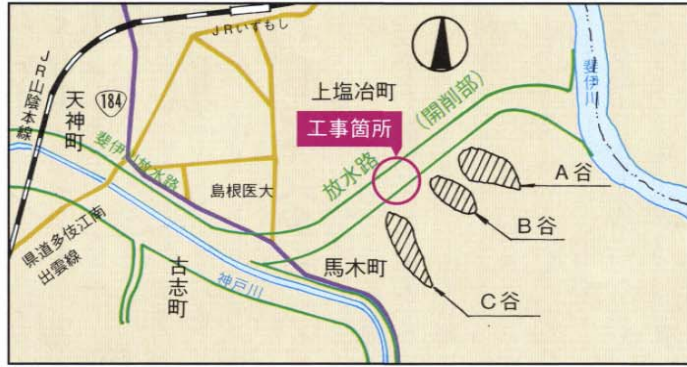 JRいずもし
JR山陰本線
天神町
184
斐伊川放水路
島根医大
上塩冶町
工事箇所
放水路
(開削部)
斐伊川
A谷
B谷
C谷
馬木町
県道多伎江南
出雲線
古志町
神戸川